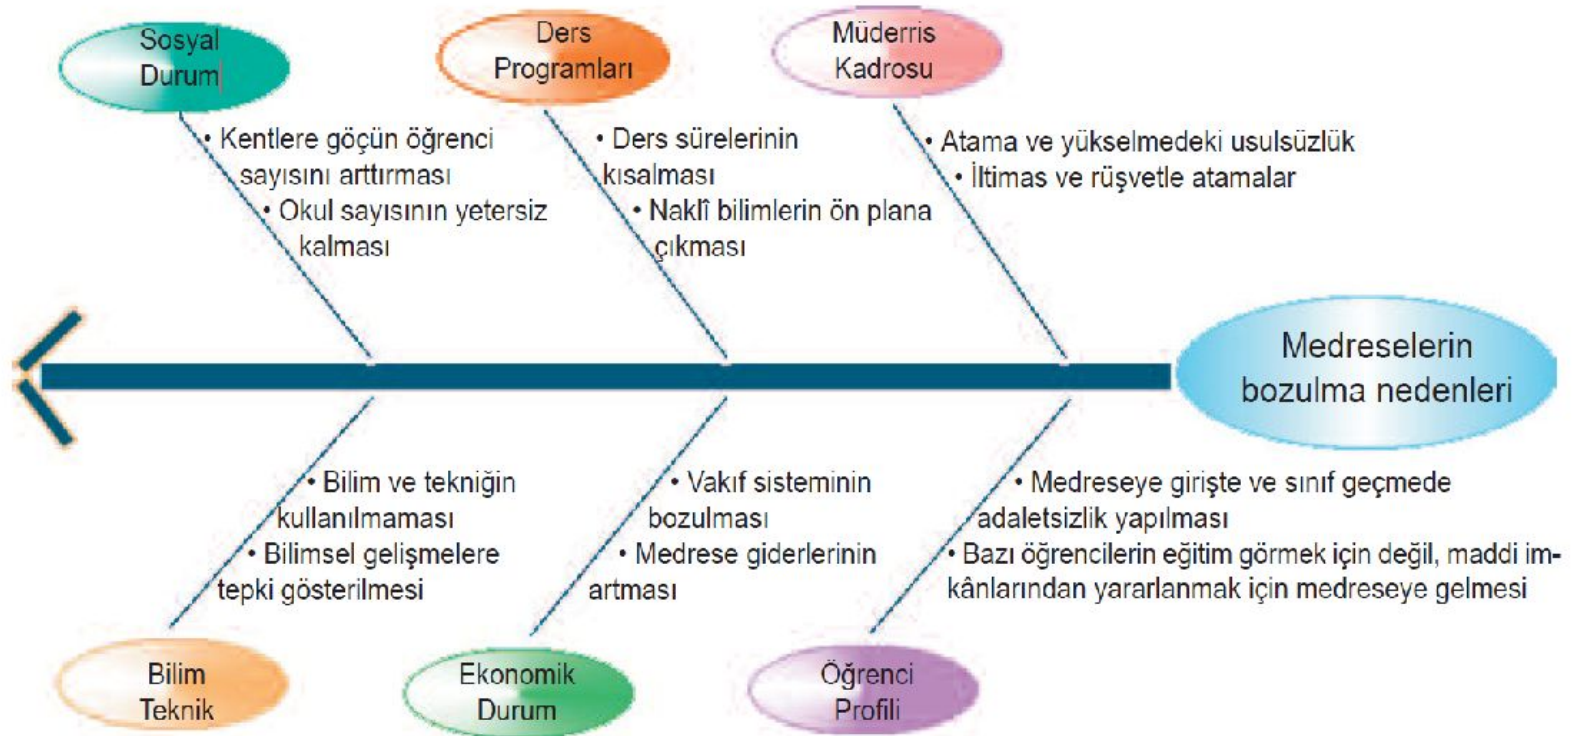 Sosyal
Durum
• Kentlere göçün öğrenci
sayısını arttırması
• Okul sayısının yetersiz
kalması
Ders
Programları
• Ders sürelerinin
kısalması
• Naklî bilimlerin ön plana
çıkması
Müderris
Kadrosu
• Atama ve yükselmedeki usulsüzlük
• İltimas ve rüşvetle atamalar
Medreselerin
bozulma nedenleri
• Bilim ve tekniğin
kullanılmaması
• Bilimsel gelişmelere
tepki gösterilmesi
Bilim
Teknik
• Vakıf sisteminin
bozulması
• Medrese giderlerinin
artması
Ekonomik
Durum
• Medreseye girişte ve sınıf geçmede
adaletsizlik yapılması
• Bazı öğrencilerin eğitim görmek için değil, maddi im-
kânlarından yararlanmak için medreseye gelmesi
Öğrenci
Profili